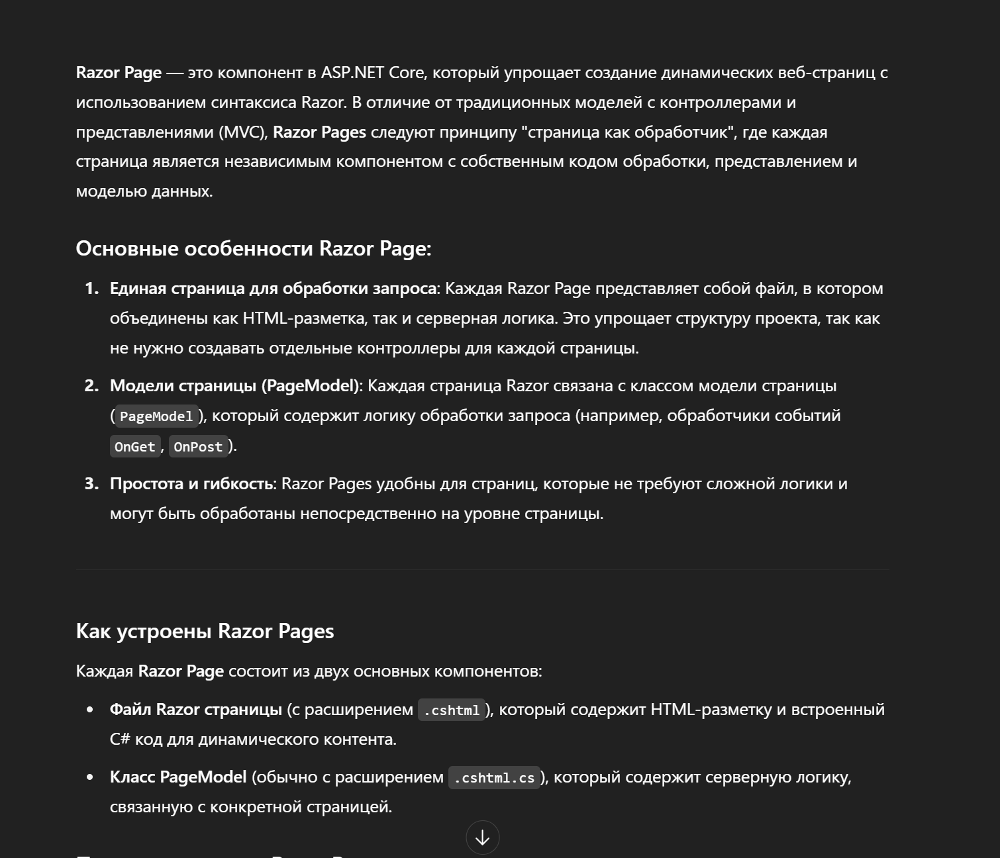 Razor Page — это компонент в ASP.NET Core, который упрощает создание динамических веб-страниц с
использованием синтаксиса Razor. В отличие от традиционных моделей с контроллерами и
представлениями (MVC), Razor Pages следуют принципу "страница как обработчик", где каждая
страница является независимым компонентом с собственным кодом обработки, представлением и
моделью данных.
Основные особенности Razor Page:
1. Единая страница для обработки запроса: Каждая Razor Page представляет собой файл, в котором
объединены как HTML-разметка, так и серверная логика. Это упрощает структуру проекта, так как
не нужно создавать отдельные контроллеры для каждой страницы.
2. Модели страницы (PageModel): Каждая страница Razor связана с классом модели страницы
(PageModel), который содержит логику обработки запроса (например, обработчики событий
OnGet, OnPost).
3. Простота и гибкость: Razor Pages удобны для страниц, которые не требуют сложной логики и
могут быть обработаны непосредственно на уровне страницы.
Как устроены Razor Pages
Каждая Razor Page состоит из двух основных компонентов:
• Файл Razor страницы (с расширением .cshtml), который содержит HTML-разметку и встроенный
C# код для динамического контента.
• Класс PageModel (обычно с расширением .cshtml.cs), который содержит серверную логику,
связанную с конкретной страницей.